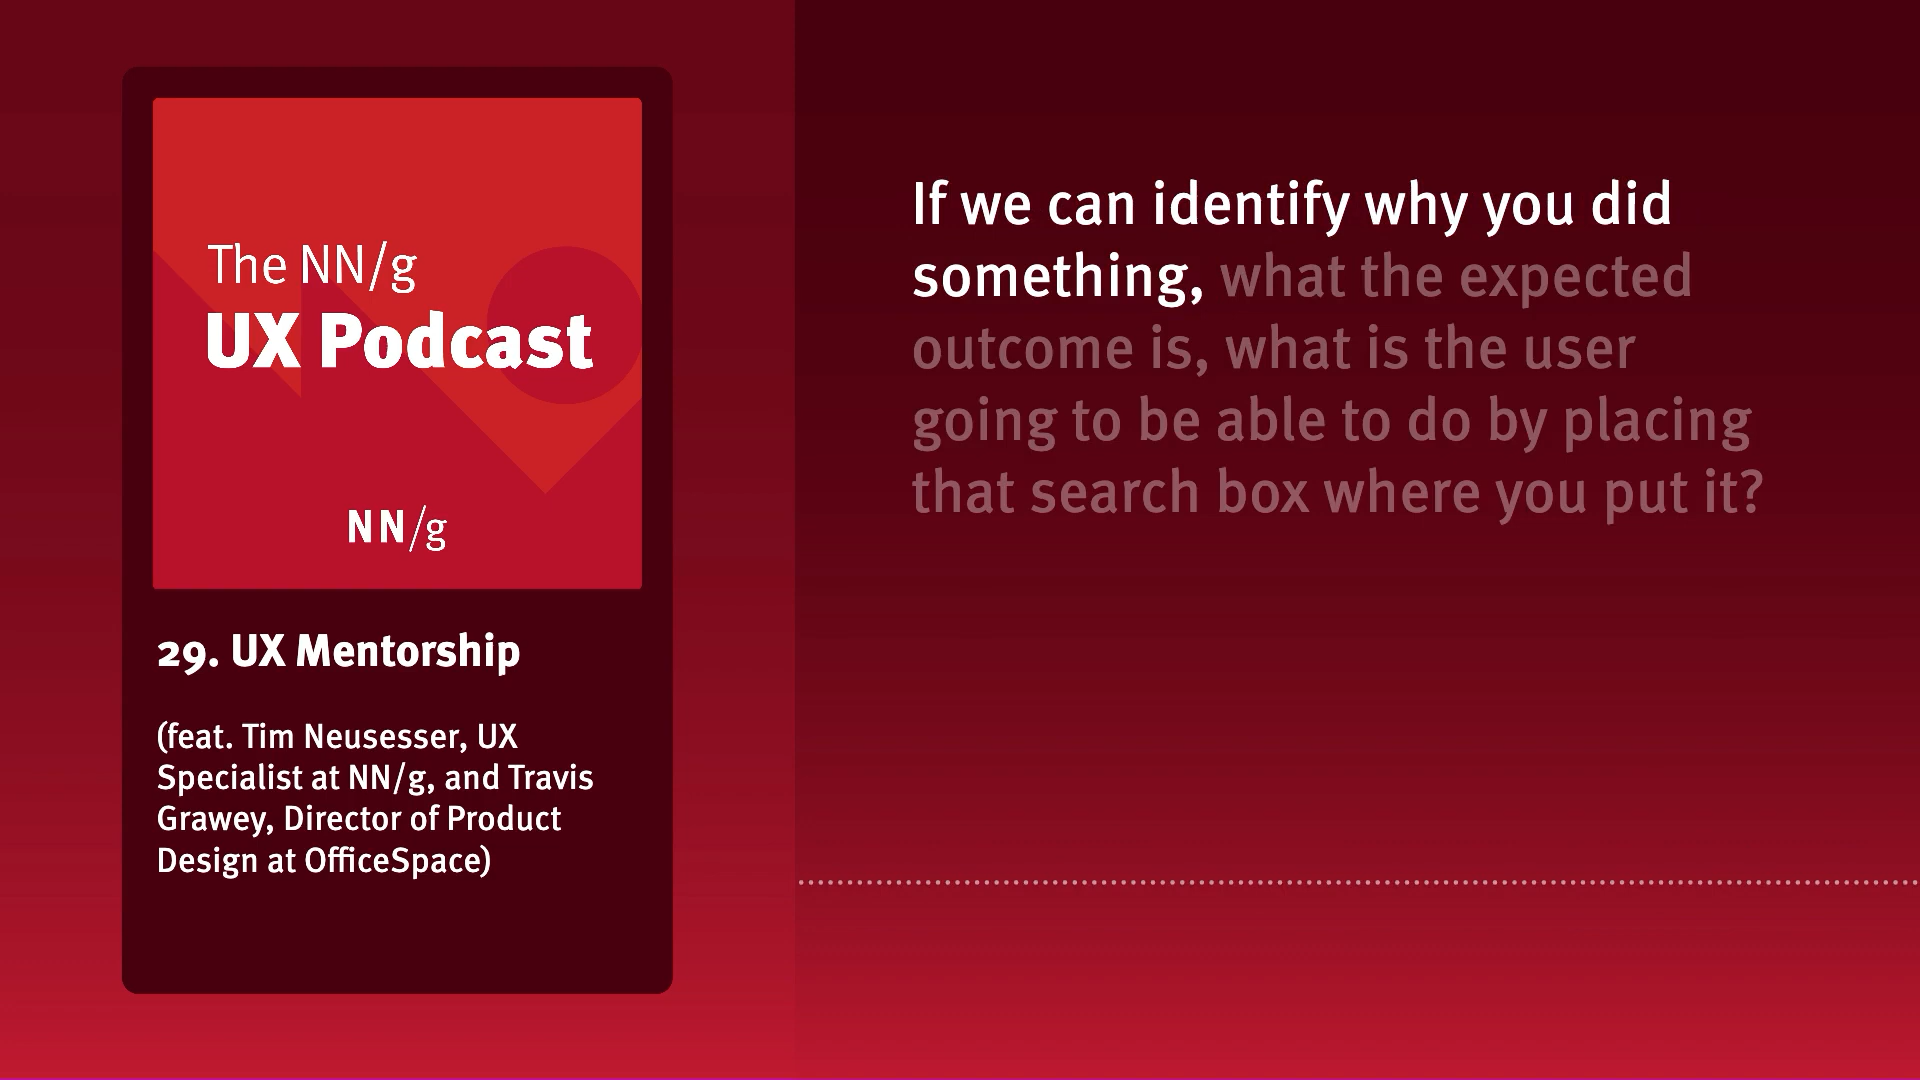 The NN/g
UX Podcast
NN/g
29. UX Mentorship
(feat. Tim Neusesser, UX
Specialist at NN/g, and Travis
Grawey, Director of Product
Design at OfficeSpace)
If we can identify why you did
something, what the expected
outcome is, what is the user
going to be able to do by placing
that search box where you put it?